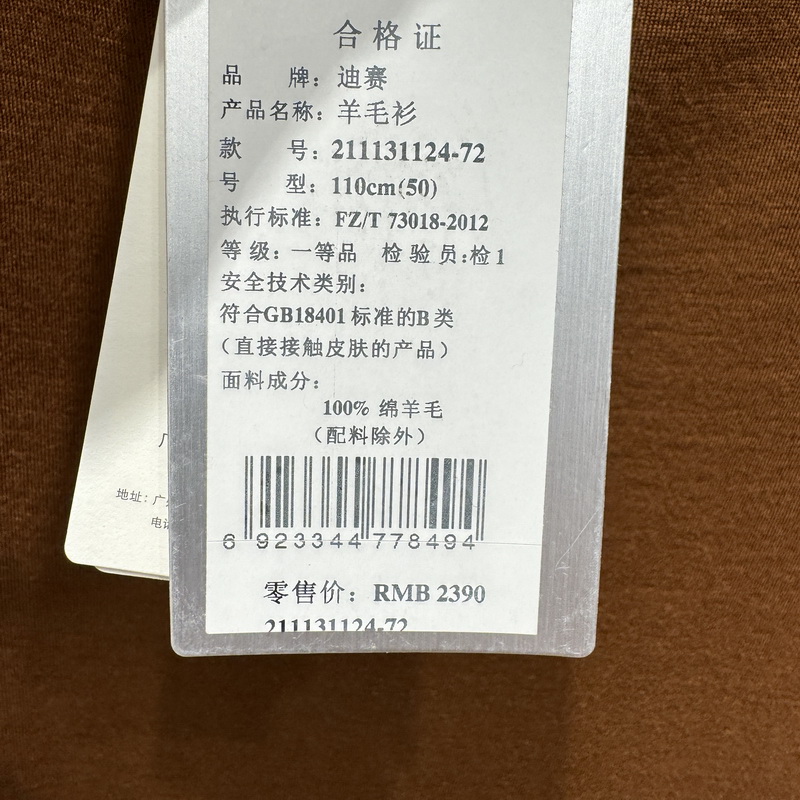 合格证
品 牌：迪赛
产品名称：羊毛衫
款 号：211131124-72
号 型：110cm(50)
执行标准：FZ/T 73018-2012
等级：一等品 检验员:检1
安全技术类别：
符合GB18401标准的B类
（直接接触皮肤的产品）
面料成分：
100% 绵羊毛
（配料除外）
6 923344 778494
零售价：RMB 2390
211131124-72
地址：广